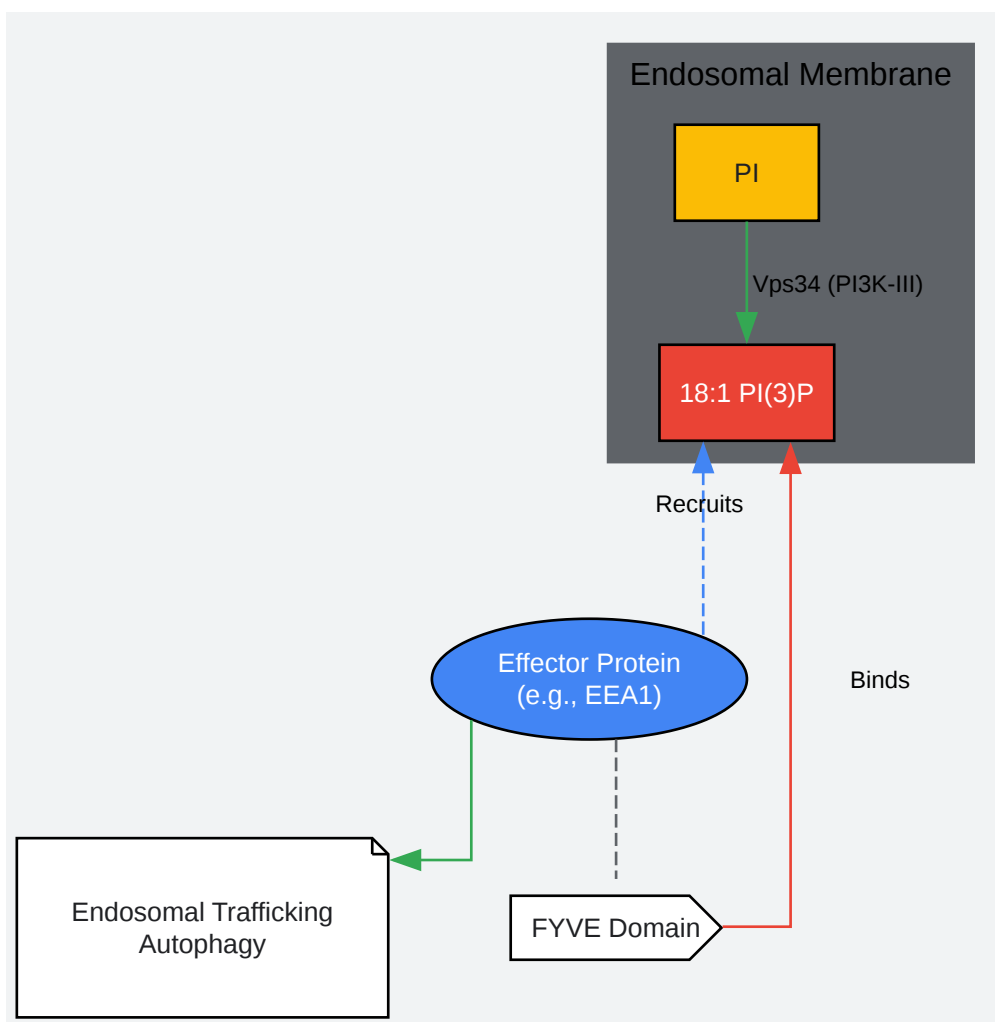 Endosomal Membrane
PI
Vps34 (PI3K-III)
18:1 PI(3)P
Recruits
Effector Protein
(e.g., EEA1)
Binds
Endosomal Trafficking
Autophagy
FYVE Domain